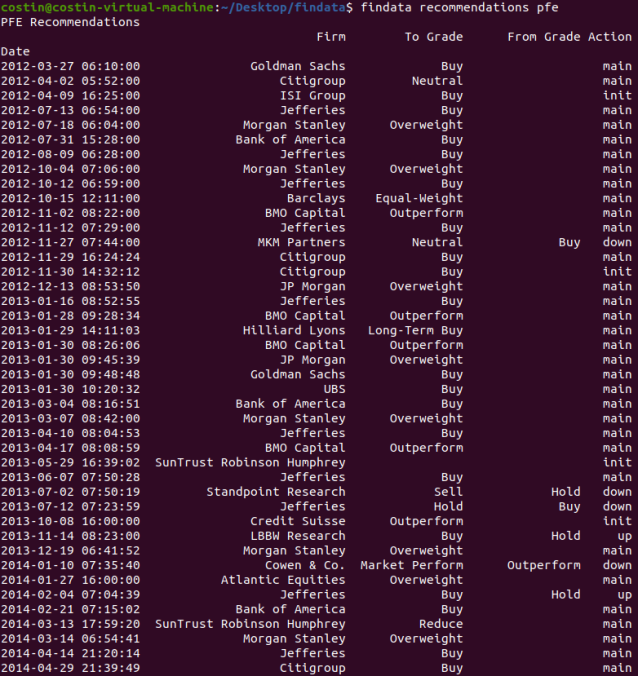 costin@costin-virtual-machine:~/Desktop/findata$ findata recommendations pfe
PFE Recommendations
Firm To Grade From Grade Action
Date
2012-03-27 06:10:00 Goldman Sachs Buy main
2012-04-02 05:52:00 Citigroup Neutral main
2012-04-09 16:25:00 ISI Group Buy init
2012-07-13 06:54:00 Jefferies Buy main
2012-07-18 06:04:00 Morgan Stanley Overweight main
2012-07-31 15:28:00 Bank of America Buy main
2012-08-09 06:28:00 Jefferies Buy main
2012-10-04 07:06:00 Morgan Stanley Overweight main
2012-10-12 06:59:00 Jefferies Buy main
2012-10-15 12:11:00 Barclays Equal-Weight main
2012-11-02 08:22:00 BMO Capital Outperform main
2012-11-12 07:29:00 Jefferies Buy main
2012-11-27 07:44:00 MKM Partners Neutral Buy down
2012-11-29 16:24:24 Citigroup Buy main
2012-11-30 14:32:12 Citigroup Buy init
2012-12-13 08:53:50 JP Morgan Overweight main
2013-01-16 08:52:55 Jefferies Buy main
2013-01-28 09:28:34 BMO Capital Outperform main
2013-01-29 14:11:03 Hilliard Lyons Long-Term Buy main
2013-01-30 08:26:06 BMO Capital Outperform main
2013-01-30 09:45:39 JP Morgan Overweight main
2013-01-30 09:48:48 Goldman Sachs Buy main
2013-01-30 10:20:32 UBS Buy main
2013-03-04 08:16:51 Bank of America Buy main
2013-03-07 08:42:00 Morgan Stanley Overweight main
2013-04-10 08:04:53 Jefferies Buy main
2013-04-17 08:08:59 BMO Capital Outperform main
2013-05-29 16:39:02 SunTrust Robinson Humphrey init
2013-06-07 07:50:28 Jefferies Buy main
2013-07-02 07:50:19 Standpoint Research Sell Hold down
2013-07-12 07:23:59 Jefferies Hold Buy down
2013-10-08 16:00:00 Credit Suisse Outperform init
2013-11-14 08:23:00 LBBW Research Buy Hold up
2013-12-19 06:41:52 Morgan Stanley Overweight main
2014-01-10 07:35:40 Cowen & Co. Market Perform Outperform down
2014-01-27 16:00:00 Atlantic Equities Overweight main
2014-02-04 07:04:39 Jefferies Buy Hold up
2014-02-21 07:15:02 Bank of America Buy main
2014-03-13 17:59:20 SunTrust Robinson Humphrey Reduce main
2014-03-14 06:54:41 Morgan Stanley Overweight main
2014-04-14 21:20:14 Jefferies Buy main
2014-04-29 21:39:49 Citigroup Buy main